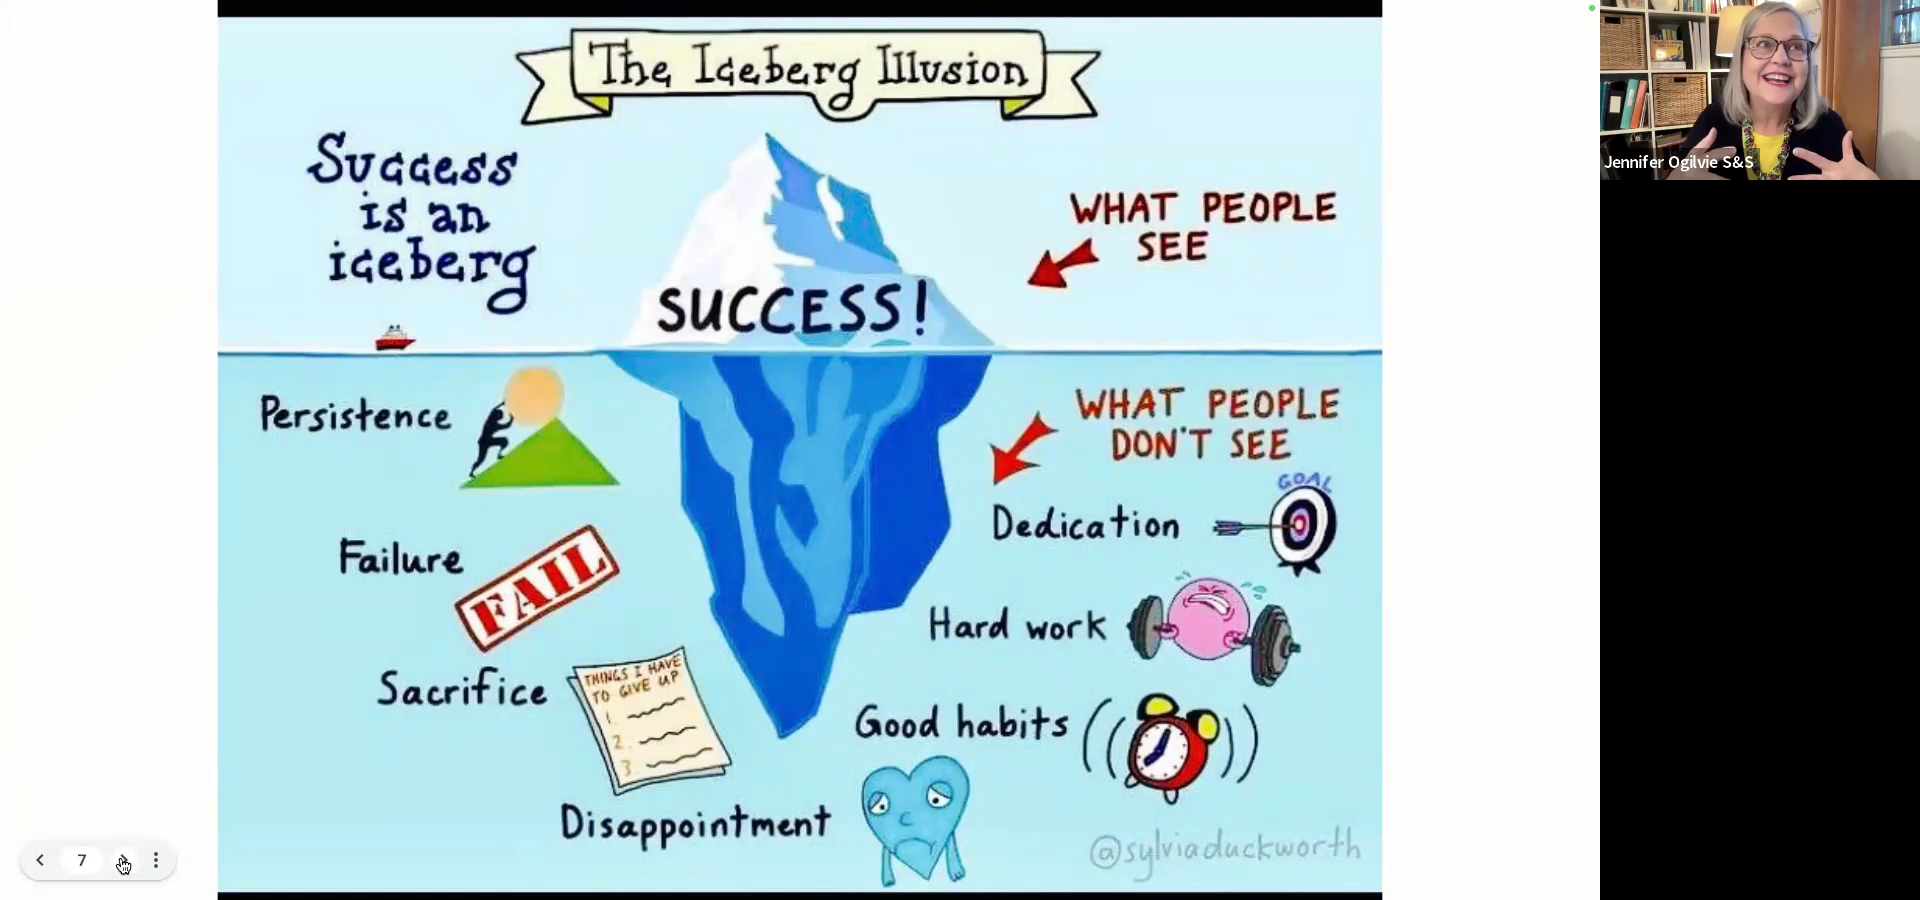 The Iceberg Illusion
Success
is an
iceberg
WHAT PEOPLE
SEE
SUCCESS!
Persistence
WHAT PEOPLE
DON'T SEE
GOAL
Dedication
Failure
FAIL
Hard work
Sacrifice
THINGS I HAVE
TO GIVE UP
1.
2.
3.
Good habits
Disappointment
@sylviaduckworth
Jennifer Ogilvie S&S
7